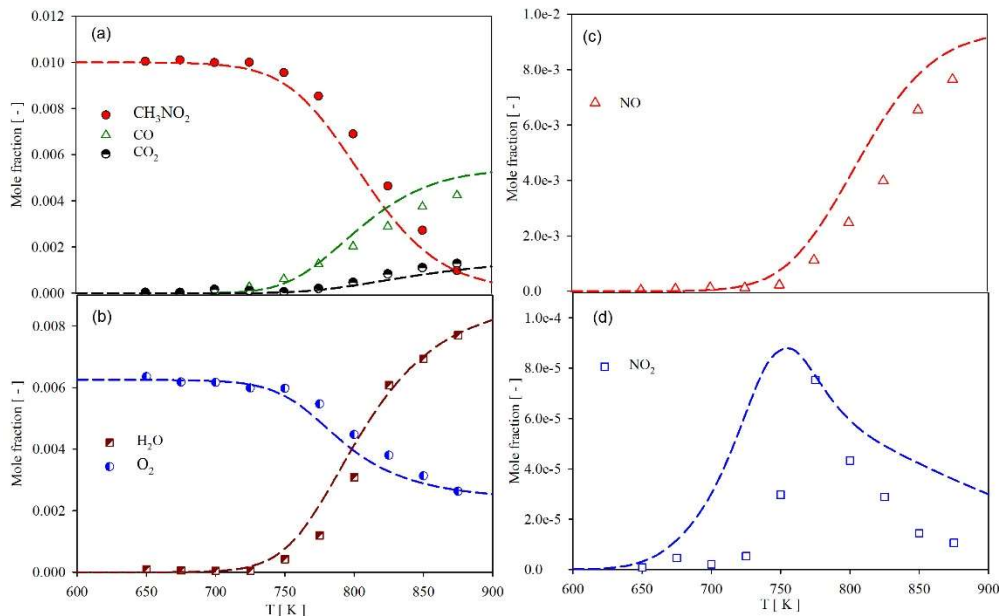 (a)
0.012
0.010
0.008
0.006
0.004
0.002
0.000
Mole fraction [ - ]
CH₃NO₂
CO
CO₂
(b)
0.008
0.006
0.004
0.002
0.000
Mole fraction [ - ]
H₂O
O₂
600 650 700 750 800 850 900
T [ K ]
(c)
1.0e-2
8.0e-3
6.0e-3
4.0e-3
2.0e-3
0.0
Mole fraction [ - ]
NO
(d)
1.0e-4
8.0e-5
6.0e-5
4.0e-5
2.0e-5
0.0
Mole fraction [ - ]
NO₂
600 650 700 750 800 850 900
T [ K ]